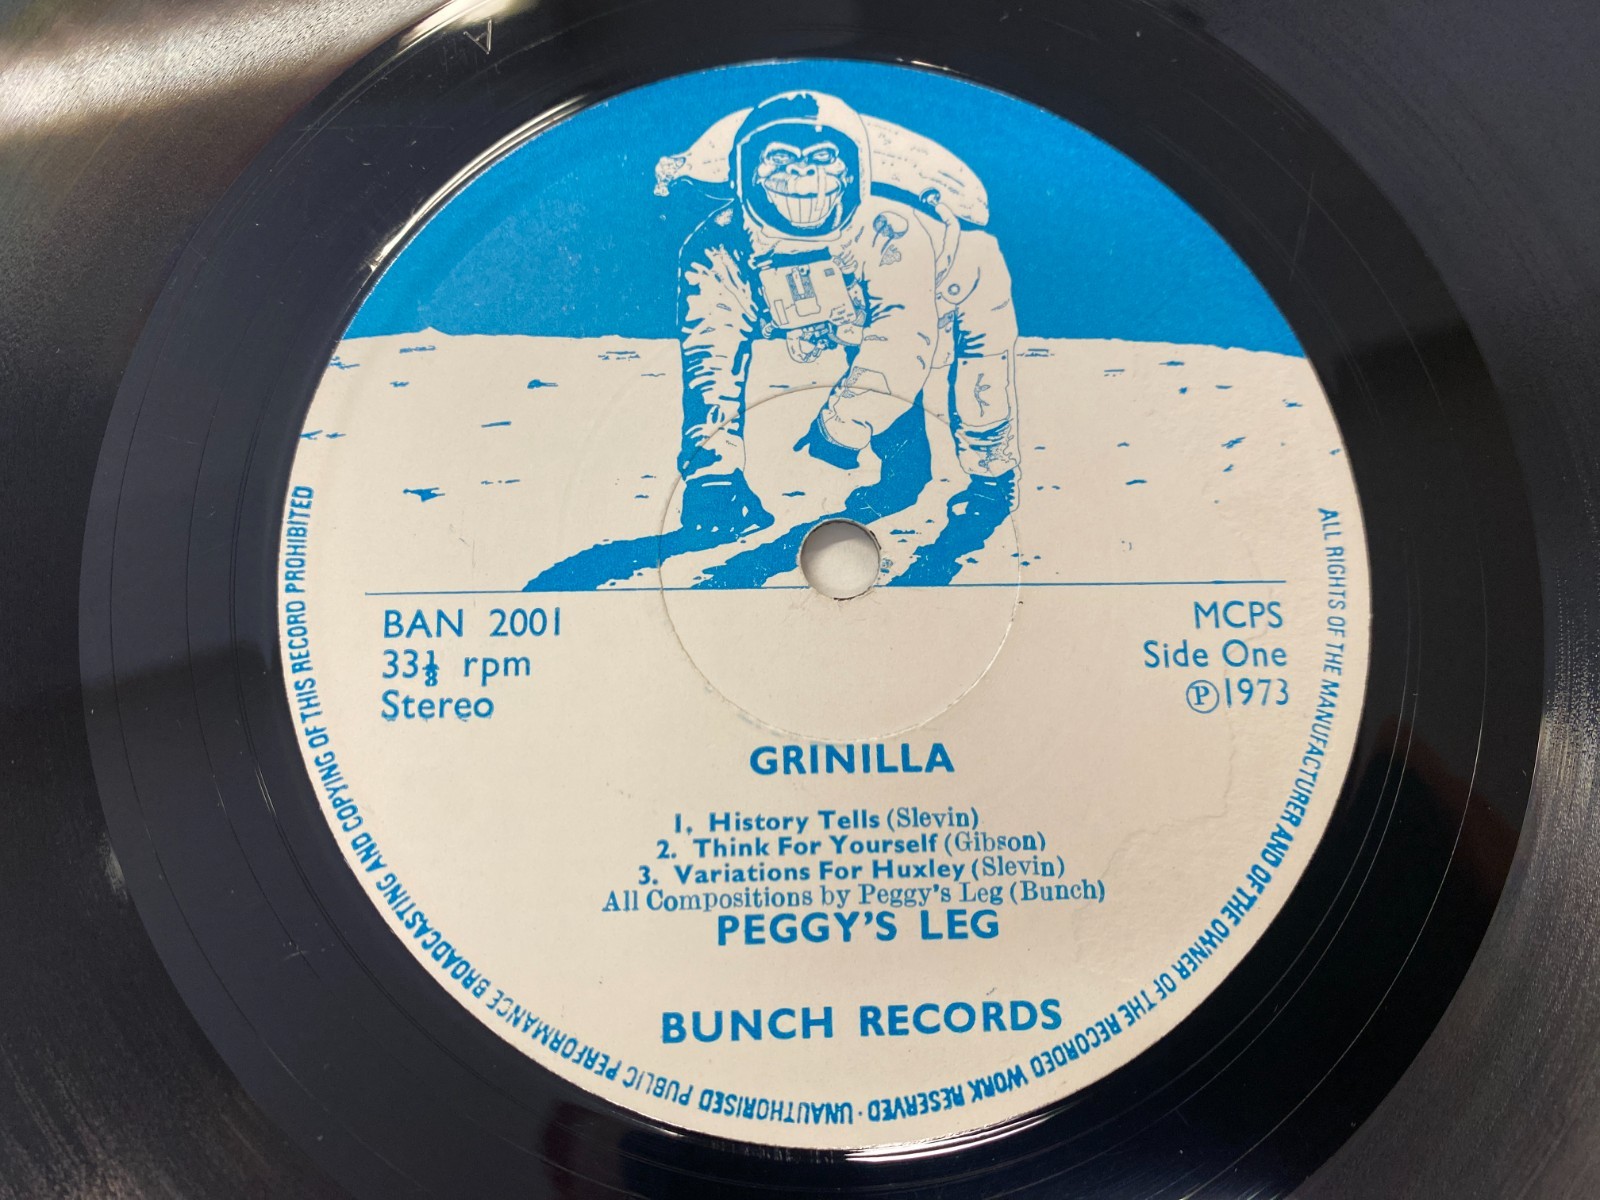 BAN 2001
33⅓ rpm
Stereo
MCPS
Side One
Ⓟ1973
GRINILLA
1. History Tells (Slevin)
2. Think For Yourself (Gibson)
3. Variations For Huxley (Slevin)
All Compositions by Peggy's Leg (Bunch)
PEGGY'S LEG
BUNCH RECORDS
ALL RIGHTS OF THE MANUFACTURER AND OF THE OWNER OF THE RECORDED WORK RESERVED · UNAUTHORISED PUBLIC PERFORMANCE BROADCASTING AND COPYING OF THIS RECORD PROHIBITED